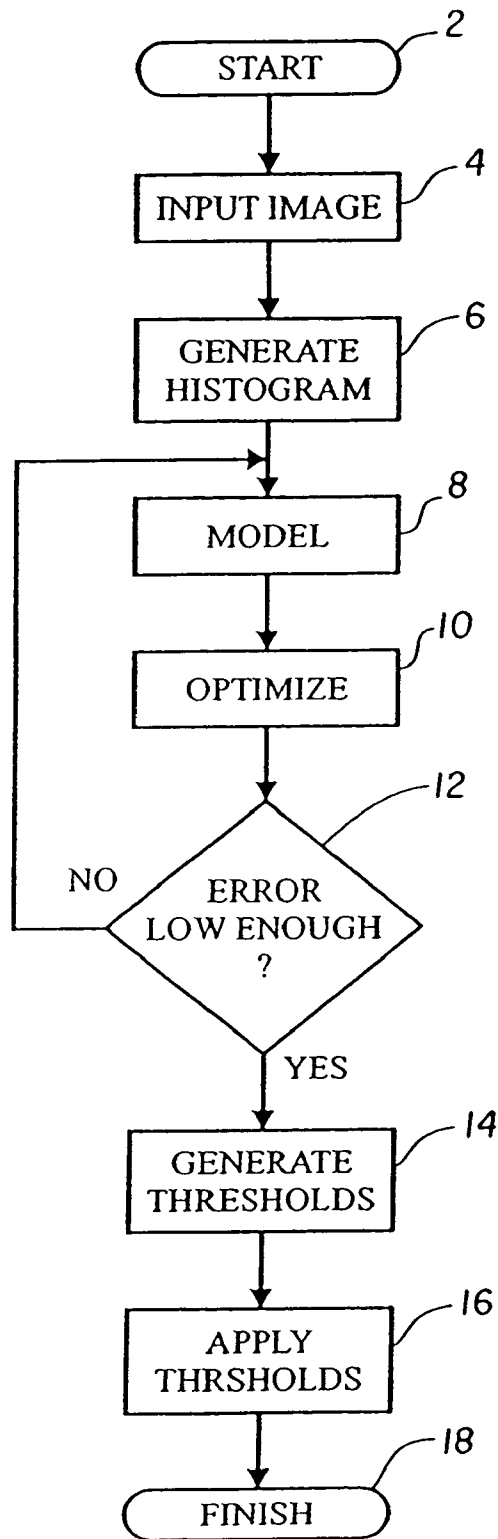 2
START
4
INPUT IMAGE
6
GENERATE
HISTOGRAM
8
MODEL
10
OPTIMIZE
12
NO
ERROR
LOW ENOUGH
?
YES
14
GENERATE
THRESHOLDS
16
APPLY
THRSHOLDS
18
FINISH